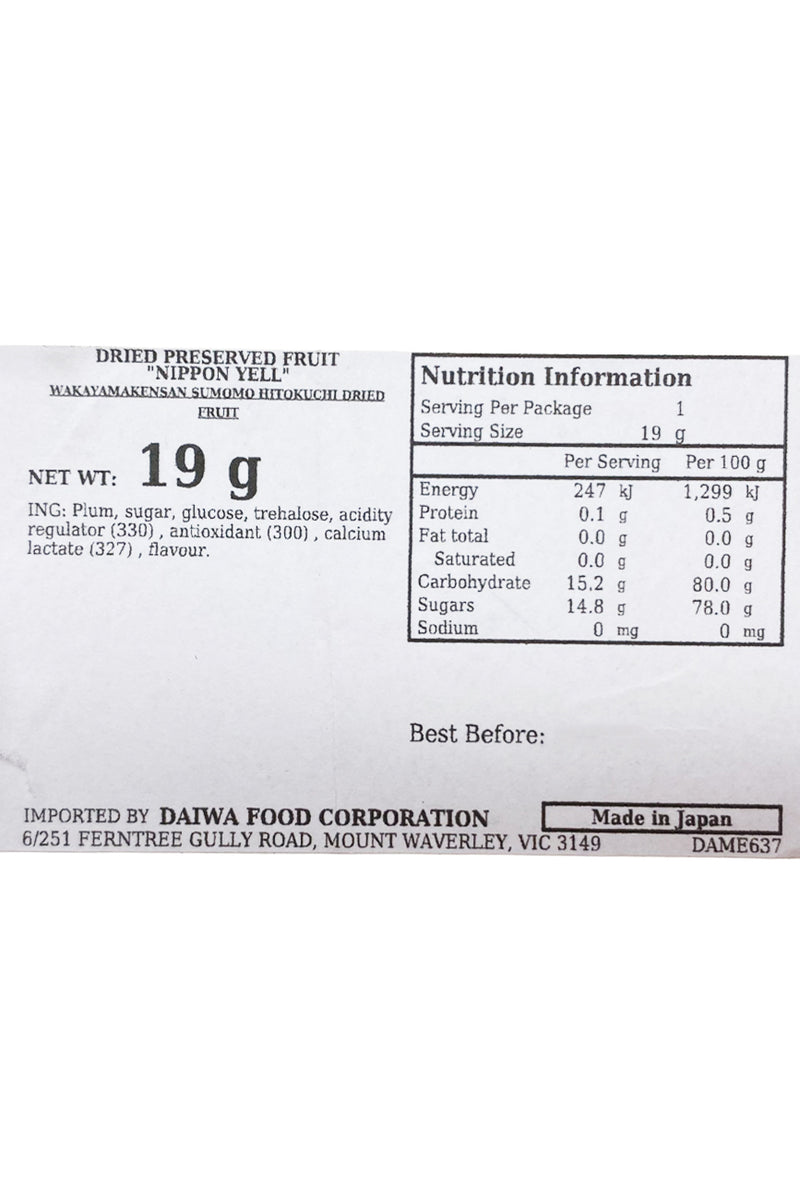 DRIED PRESERVED FRUIT
"NIPPON YELL"
WAKAYAMAKENSAN SUMOMO HITOKUCHI DRIED
FRUIT
NET WT: 19 g
ING: Plum, sugar, glucose, trehalose, acidity
regulator (330) , antioxidant (300) , calcium
lactate (327) , flavour.
Nutrition Information
Serving Per Package 1
Serving Size 19 g
Per Serving Per 100 g
Energy 247 kJ 1,299 kJ
Protein 0.1 g 0.5 g
Fat total 0.0 g 0.0 g
Saturated 0.0 g 0.0 g
Carbohydrate 15.2 g 80.0 g
Sugars 14.8 g 78.0 g
Sodium 0 mg 0 mg
Best Before:
IMPORTED BY DAIWA FOOD CORPORATION
6/251 FERNTREE GULLY ROAD, MOUNT WAVERLEY, VIC 3149
Made in Japan
DAME637